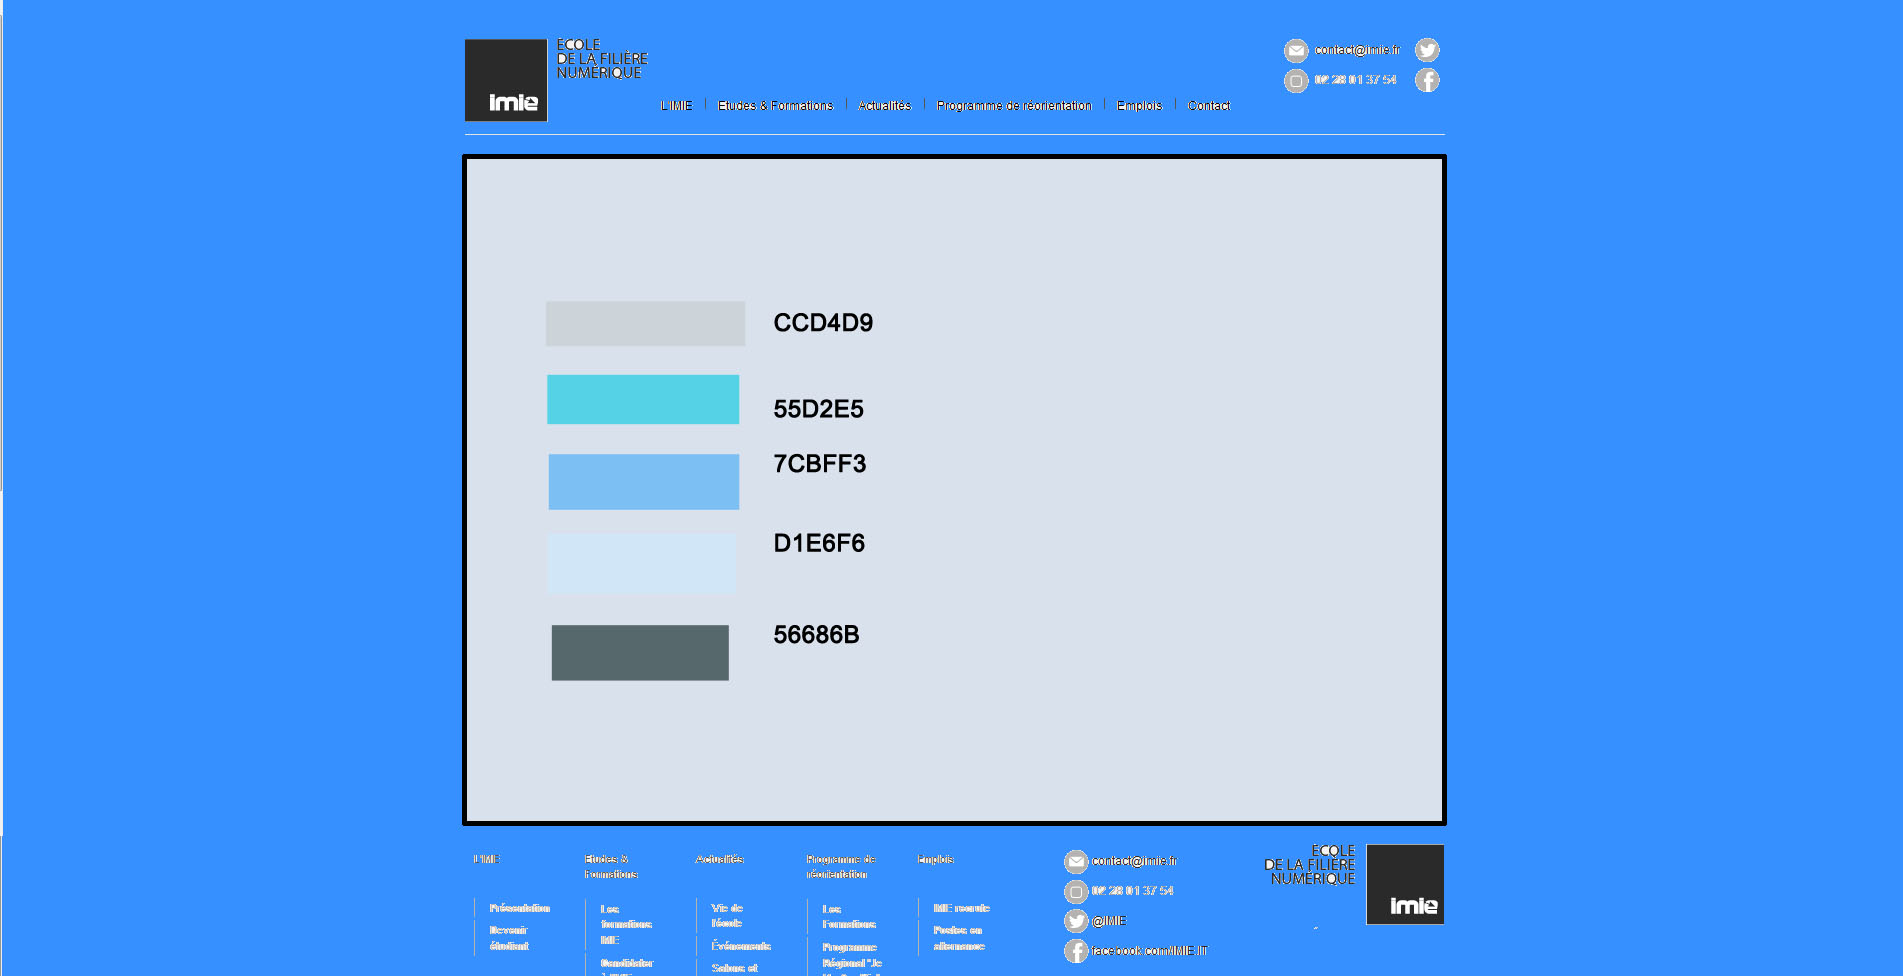 ECOLE
DE LA FILIÈRE
NUMÉRIQUE
imie
contact@imie.fr
02 28 01 37 54
L'IMIE
Etudes & Formations
Actualités
Programme de réorientation
Emplois
Contact
CCD4D9
55D2E5
7CBFF3
D1E6F6
56686B
L'IMIE
Présentation
Devenir
étudiant
Etudes &
Formations
Les
formations
IMIE
Candidater
Actualités
Vie de
l'école
Événements
Salons et
Programme de
réorientation
Les
Formations
Programme
Régional "Je
Emplois
IMIE recrute
Postes en
alternance
contact@imie.fr
02 28 01 37 54
@IMIE
facebook.com/IMIE.IT
ECOLE
DE LA FILIÈRE
NUMÉRIQUE
imie